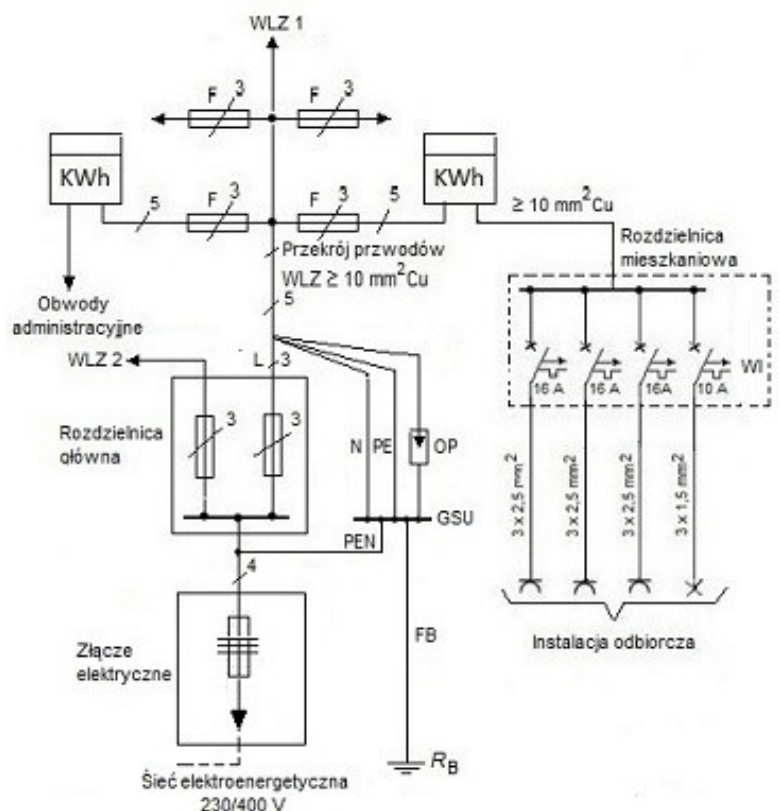 WLZ 1
F 3
F 3
KWh
KWh
5
F 3
F 3
5
≥ 10 mm²Cu
Przekrój przwodów
WLZ ≥ 10 mm²Cu
Rozdzielnica
mieszkaniowa
Obwody
administracyjne
5
WLZ 2
L 3
16 A
16 A
16A
10 A
WI
Rozdzielnica
główna
3
3
N
PE
OP
3 x 2,5 mm²
3 x 2,5 mm²
3 x 2,5 mm²
3 x 1,5 mm²
GSU
PEN
4
Złącze
elektryczne
FB
Instalacja odbiorcza
R_B
Śieć elektroenergetyczna
230/400 V